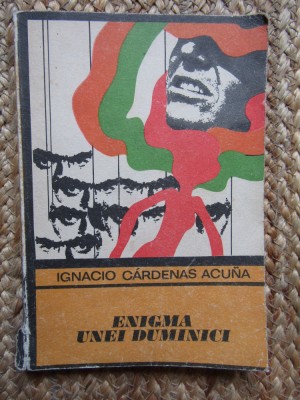 IGNACIO CÁRDENAS ACUÑA
ENIGMA
UNEI DUMINICI